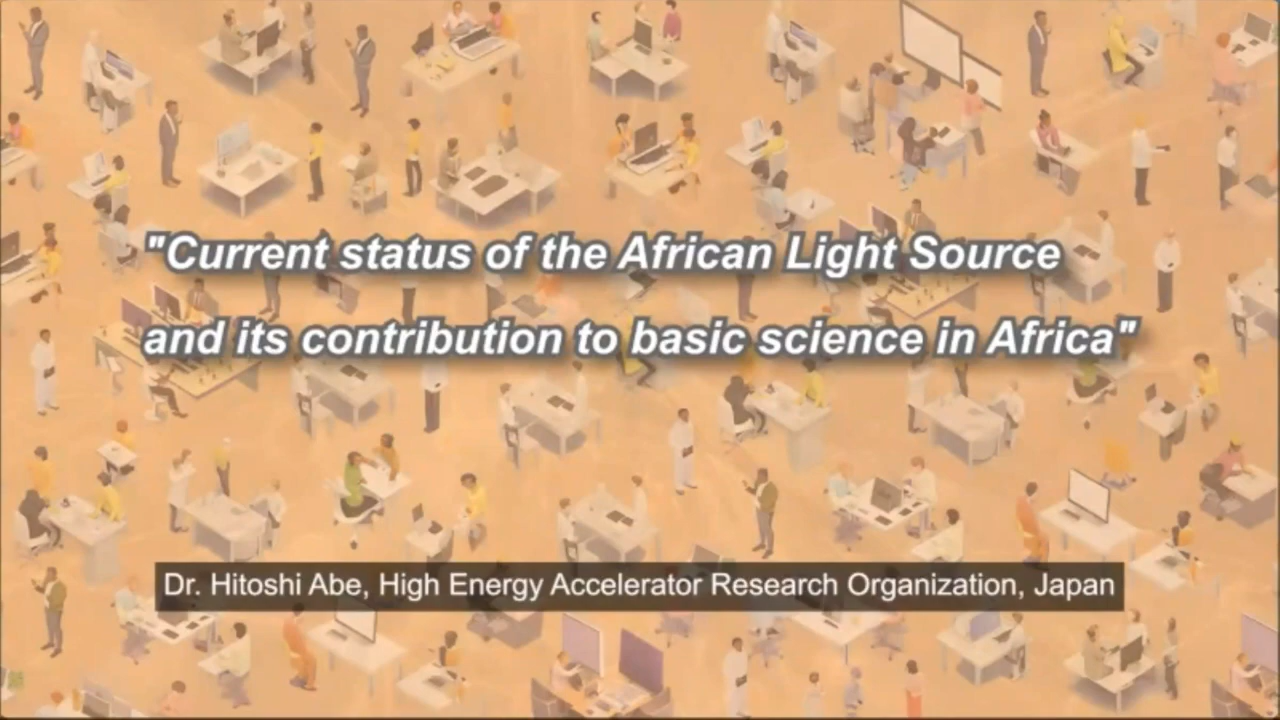 "Current status of the African Light Source
and its contribution to basic science in Africa"
Dr. Hitoshi Abe, High Energy Accelerator Research Organization, Japan